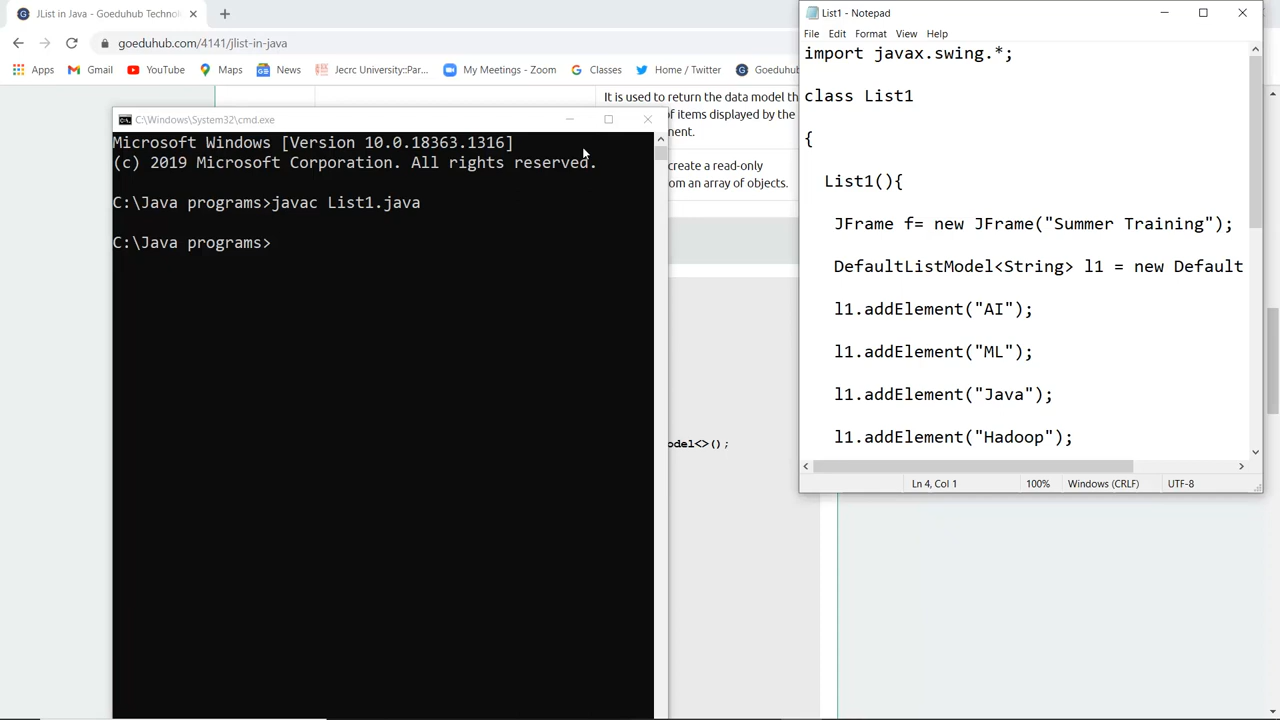 JList in Java - Goeduhub Technol
goeduhub.com/4141/jlist-in-java
Apps
Gmail
YouTube
Maps
News
Jecrc University::Par...
My Meetings - Zoom
Classes
Home / Twitter
Goeduhub
It is used to return the data model th
of items displayed by the
nent.
create a read-only
om an array of objects.
odel<>();
C:\Windows\System32\cmd.exe
Microsoft Windows [Version 10.0.18363.1316]
(c) 2019 Microsoft Corporation. All rights reserved.
C:\Java programs>javac List1.java
C:\Java programs>
List1 - Notepad
File Edit Format View Help
import javax.swing.*;
class List1
{
List1(){
JFrame f= new JFrame("Summer Training");
DefaultListModel<String> l1 = new Default
l1.addElement("AI");
l1.addElement("ML");
l1.addElement("Java");
l1.addElement("Hadoop");
Ln 4, Col 1
100%
Windows (CRLF)
UTF-8